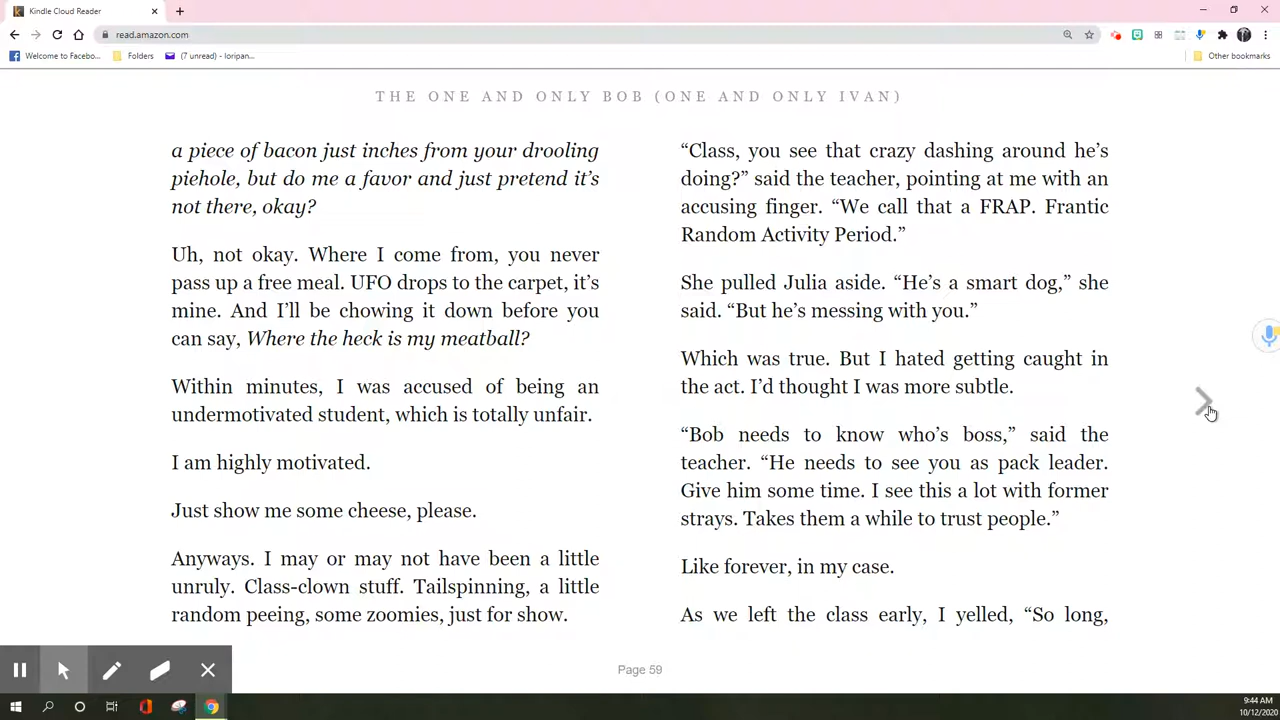 Kindle Cloud Reader
read.amazon.com
Welcome to Facebo...
Folders
(7 unread) - loripan...
Other bookmarks
THE ONE AND ONLY BOB (ONE AND ONLY IVAN)
a piece of bacon just inches from your drooling
piehole, but do me a favor and just pretend it's
not there, okay?
Uh, not okay. Where I come from, you never
pass up a free meal. UFO drops to the carpet, it's
mine. And I'll be chowing it down before you
can say, Where the heck is my meatball?
Within minutes, I was accused of being an
undermotivated student, which is totally unfair.
I am highly motivated.
Just show me some cheese, please.
Anyways. I may or may not have been a little
unruly. Class-clown stuff. Tailspinning, a little
random peeing, some zoomies, just for show.
“Class, you see that crazy dashing around he's
doing?” said the teacher, pointing at me with an
accusing finger. “We call that a FRAP. Frantic
Random Activity Period.”
She pulled Julia aside. “He's a smart dog,” she
said. “But he's messing with you.”
Which was true. But I hated getting caught in
the act. I'd thought I was more subtle.
“Bob needs to know who's boss,” said the
teacher. “He needs to see you as pack leader.
Give him some time. I see this a lot with former
strays. Takes them a while to trust people.”
Like forever, in my case.
As we left the class early, I yelled, “So long,
Page 59
9:44 AM
10/12/2020